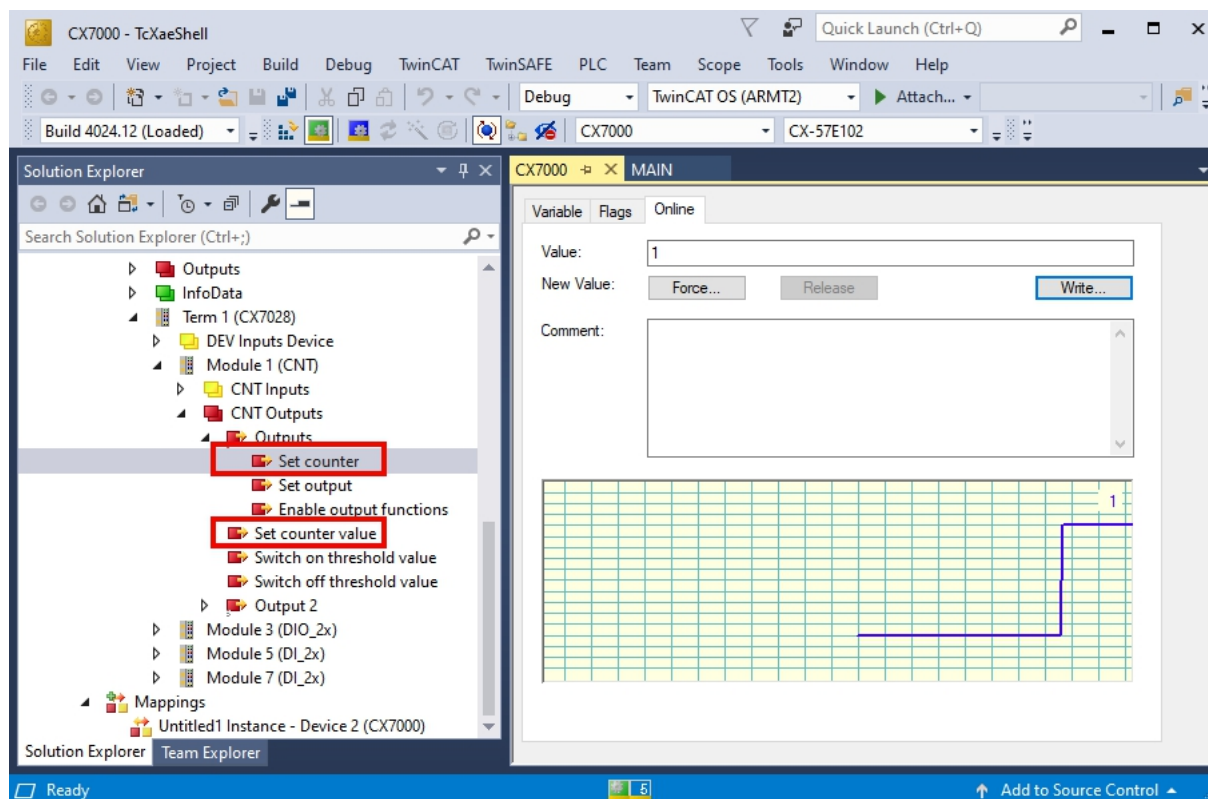 CX7000 - TcXaeShell
Quick Launch (Ctrl+Q)
File Edit View Project Build Debug TwinCAT TwinSAFE PLC Team Scope Tools Window Help
Debug TwinCAT OS (ARMT2) Attach...
Build 4024.12 (Loaded) CX7000 CX-57E102
Solution Explorer
Search Solution Explorer (Ctrl+;)
Outputs
InfoData
Term 1 (CX7028)
DEV Inputs Device
Module 1 (CNT)
CNT Inputs
CNT Outputs
Outputs
Set counter
Set output
Enable output functions
Set counter value
Switch on threshold value
Switch off threshold value
Output 2
Module 3 (DIO_2x)
Module 5 (DI_2x)
Module 7 (DI_2x)
Mappings
Untitled1 Instance - Device 2 (CX7000)
Solution Explorer Team Explorer
CX7000 MAIN
Variable Flags Online
Value: 1
New Value: Force... Release Write...
Comment:
1
Ready 5 Add to Source Control